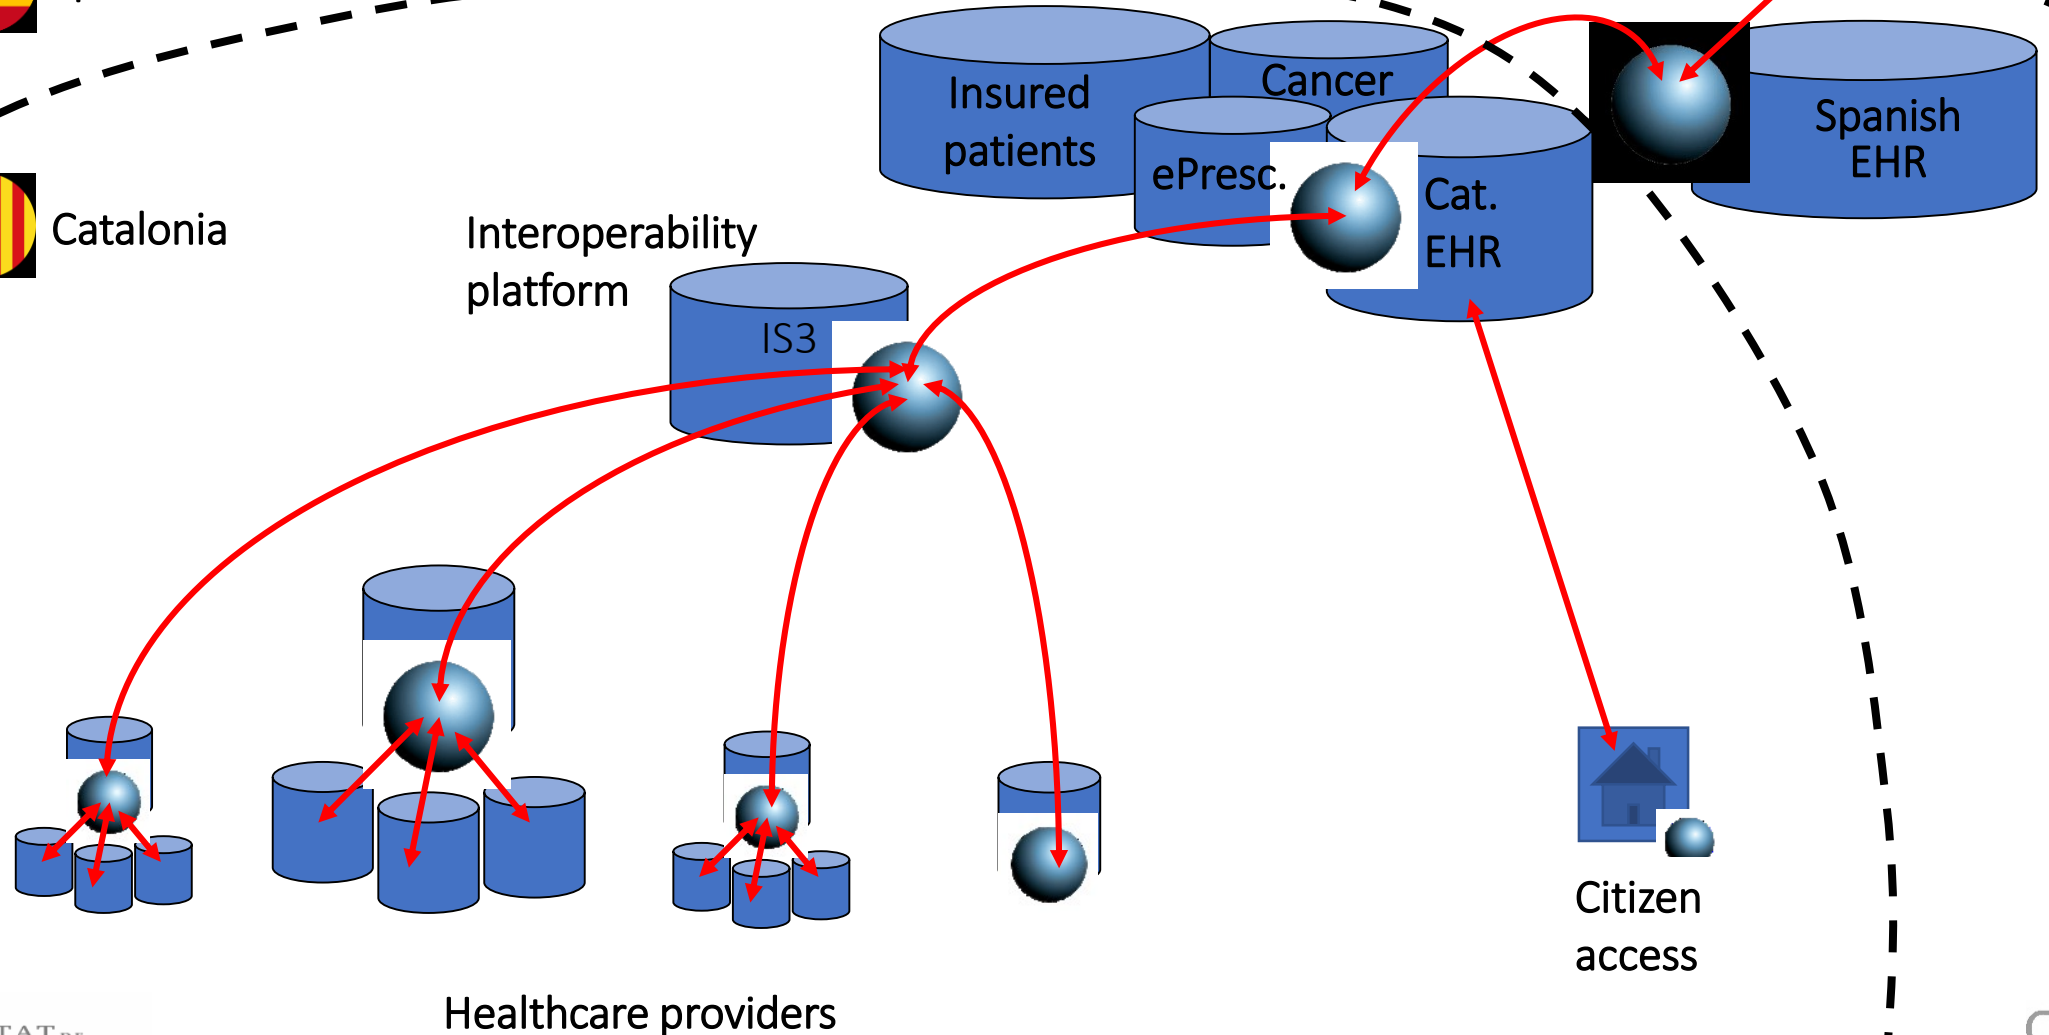 Insured
patients
Cancer
ePresc.
Cat.
EHR
Spanish
EHR
Catalonia
Interoperability
platform
IS3
Citizen
access
Healthcare providers